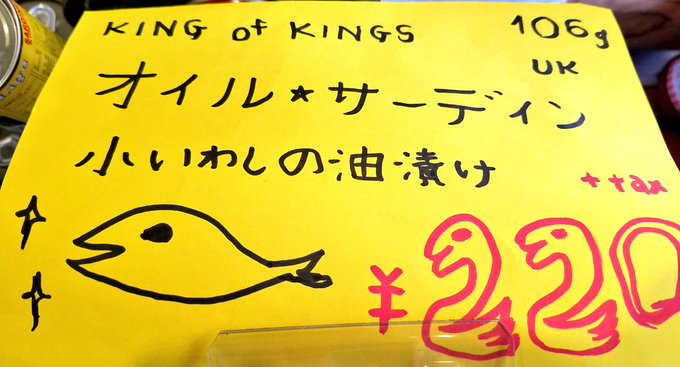 KING of KINGS
106g
UK
オイル★サーディン
小いわしの油漬け
+tax
¥220